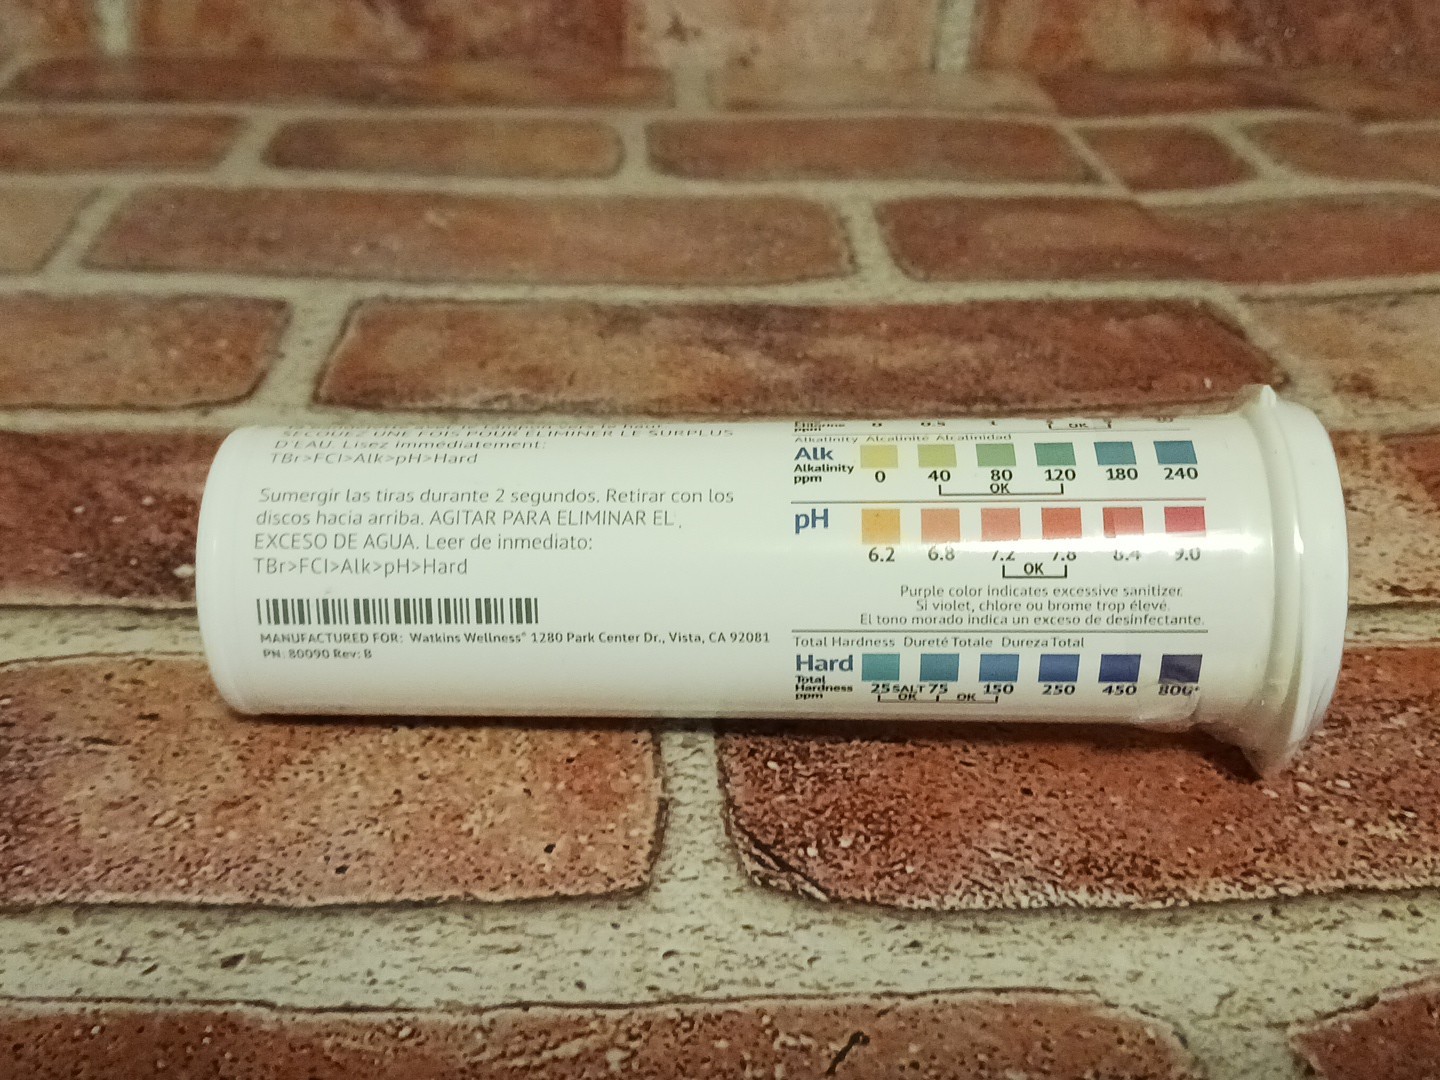 SECOUEZ UNE FOIS POUR ÉLIMINER LE SURPLUS
D'EAU. Lisez immédiatement:
TBr>FCl>Alk>pH>Hard
Sumergir las tiras durante 2 segundos. Retirar con los
discos hacia arriba. AGITAR PARA ELIMINAR EL
EXCESO DE AGUA. Leer de inmediato:
TBr>FCl>Alk>pH>Hard
MANUFACTURED FOR: Watkins Wellness® 1280 Park Center Dr., Vista, CA 92081
PN: 80090 Rev: B
ppm 0 0.5 1 OK
Alkalinity Alcalinité Alcalinidad
Alk
Alkalinity
ppm
0 40 80 120 180 240
OK
pH
6.2 6.8 7.2 7.8 8.4 9.0
OK
Purple color indicates excessive sanitizer.
Si violet, chlore ou brome trop élevé.
El tono morado indica un exceso de desinfectante.
Total Hardness Dureté Totale Dureza Total
Hard
Total
Hardness
ppm
25 SALT 75 150 250 450 800+
OK OK